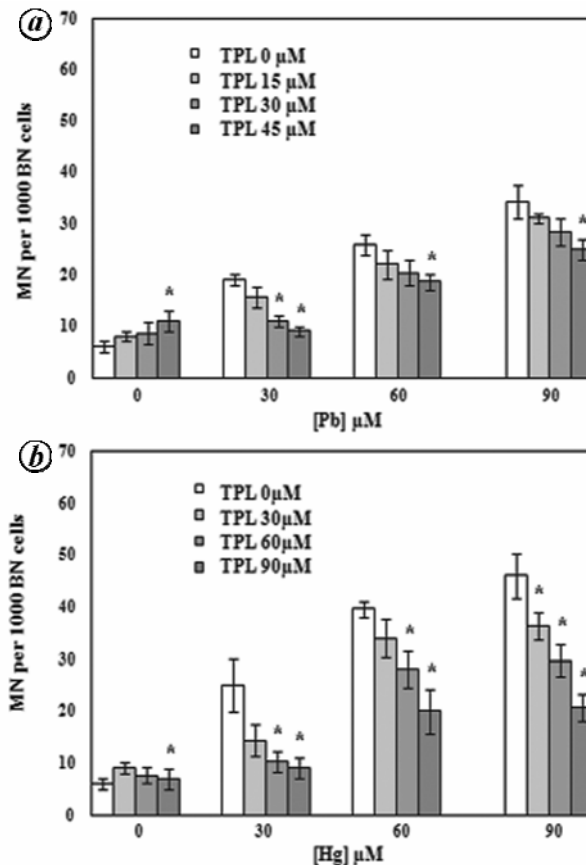 a
70
60
50
40
30
20
10
0
MN per 1000 BN cells
TPL 0 µM
TPL 15 µM
TPL 30 µM
TPL 45 µM
*
* *
*
*
0 30 60 90
[Pb] µM
b
70
60
50
40
30
20
10
0
MN per 1000 BN cells
TPL 0µM
TPL 30µM
TPL 60µM
TPL 90µM
*
* *
* *
* * *
0 30 60 90
[Hg] µM